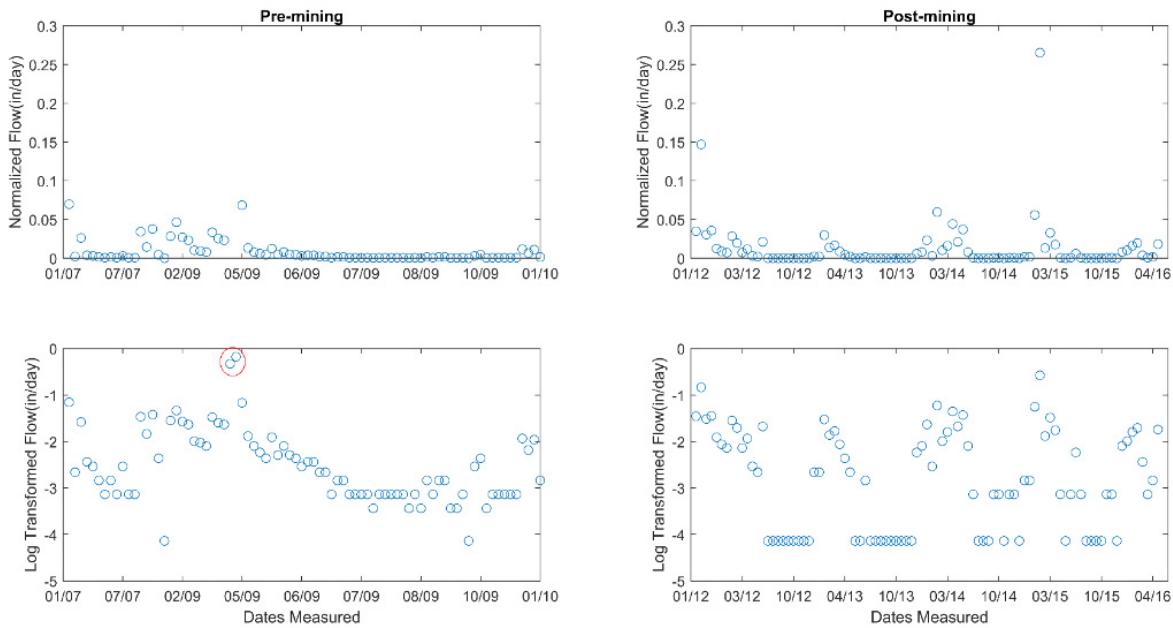 Pre-mining
Normalized Flow(in/day)
0.3
0.25
0.2
0.15
0.1
0.05
0
01/07 07/07 02/09 05/09 06/09 07/09 08/09 10/09 01/10
Post-mining
Normalized Flow(in/day)
0.3
0.25
0.2
0.15
0.1
0.05
0
01/12 03/12 10/12 04/13 10/13 03/14 10/14 03/15 10/15 04/16
Log Transformed Flow(in/day)
0
-1
-2
-3
-4
-5
01/07 07/07 02/09 05/09 06/09 07/09 08/09 10/09 01/10
Dates Measured
Log Transformed Flow(in/day)
0
-1
-2
-3
-4
-5
01/12 03/12 10/12 04/13 10/13 03/14 10/14 03/15 10/15 04/16
Dates Measured